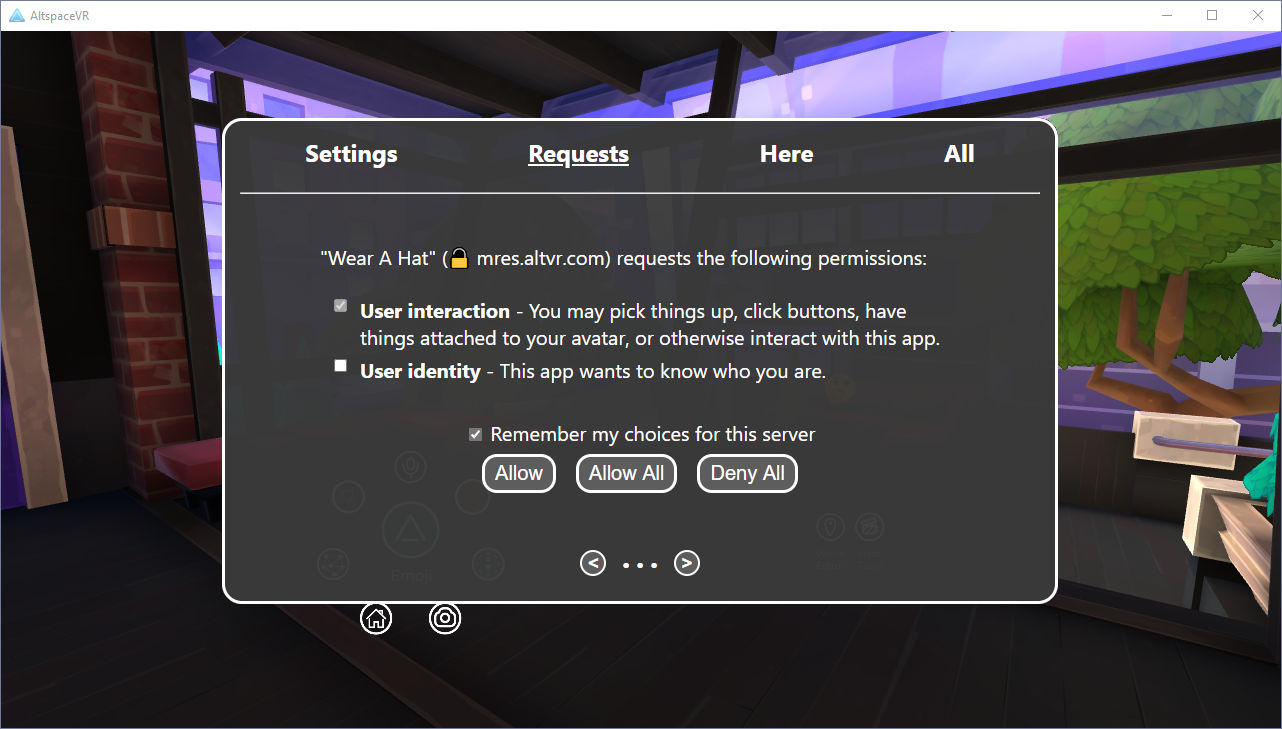 AltspaceVR
Settings Requests Here All
"Wear A Hat" (🔒 mres.altvr.com) requests the following permissions:
User interaction - You may pick things up, click buttons, have
things attached to your avatar, or otherwise interact with this app.
User identity - This app wants to know who you are.
Remember my choices for this server
Allow Allow All Deny All
< ... >
Emoji